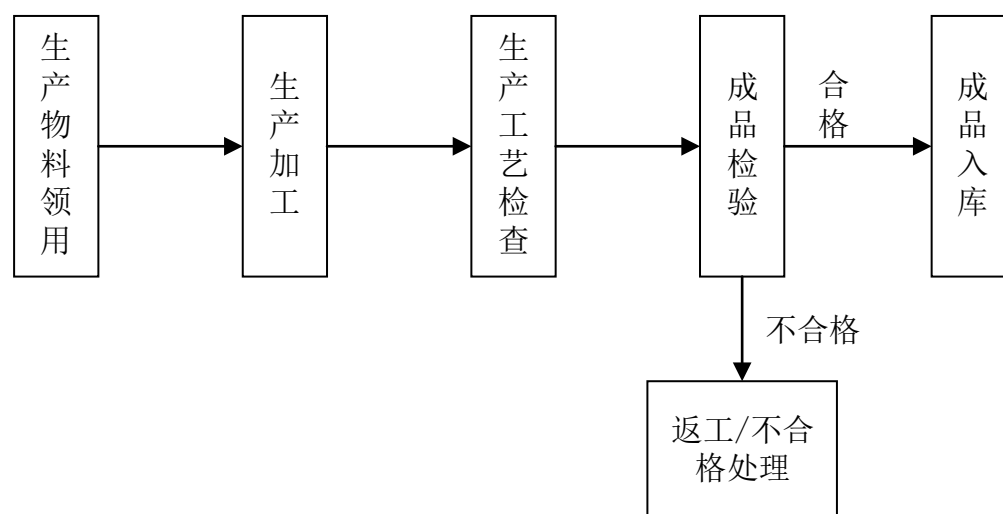 生产物料领用
生产加工
生产工艺检查
成品检验
合格
成品入库
不合格
返工/不合
格处理